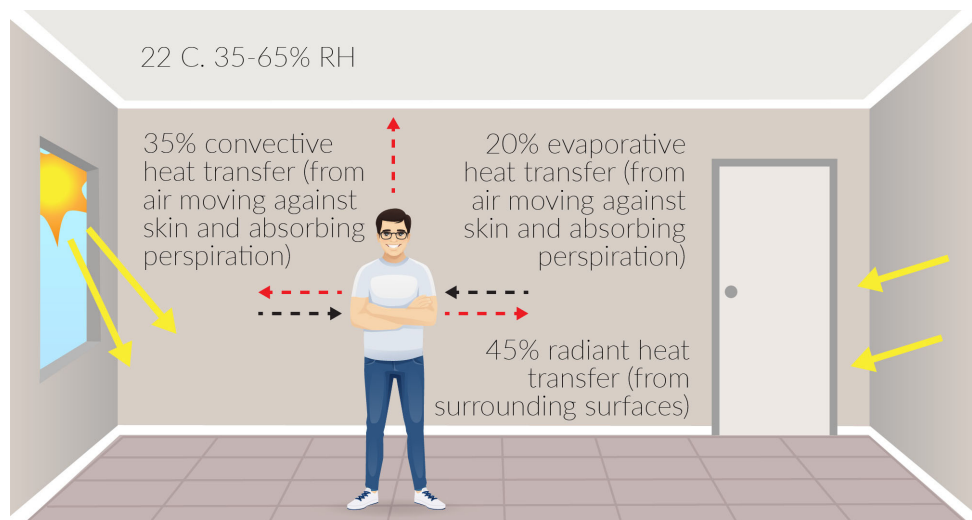 22 C. 35-65% RH
35% convective
heat transfer (from
air moving against
skin and absorbing
perspiration)
20% evaporative
heat transfer (from
air moving against
skin and absorbing
perspiration)
45% radiant heat
transfer (from
surrounding surfaces)